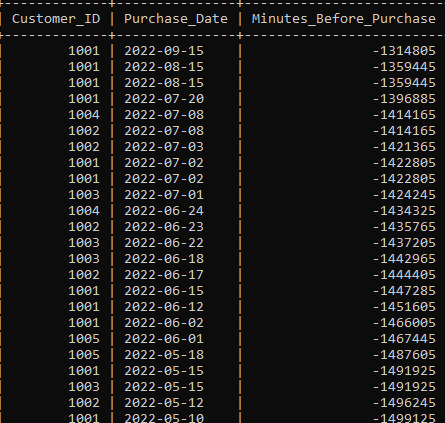 | Customer_ID | Purchase_Date | Minutes_Before_Purchase
| 1001 | 2022-09-15 | -1314805
| 1001 | 2022-08-15 | -1359445
| 1001 | 2022-08-15 | -1359445
| 1001 | 2022-07-20 | -1396885
| 1004 | 2022-07-08 | -1414165
| 1002 | 2022-07-08 | -1414165
| 1002 | 2022-07-03 | -1421365
| 1001 | 2022-07-02 | -1422805
| 1001 | 2022-07-02 | -1422805
| 1003 | 2022-07-01 | -1424245
| 1004 | 2022-06-24 | -1434325
| 1002 | 2022-06-23 | -1435765
| 1003 | 2022-06-22 | -1437205
| 1003 | 2022-06-18 | -1442965
| 1002 | 2022-06-17 | -1444405
| 1001 | 2022-06-15 | -1447285
| 1001 | 2022-06-12 | -1451605
| 1001 | 2022-06-02 | -1466005
| 1005 | 2022-06-01 | -1467445
| 1005 | 2022-05-18 | -1487605
| 1001 | 2022-05-15 | -1491925
| 1003 | 2022-05-15 | -1491925
| 1002 | 2022-05-12 | -1496245
| 1001 | 2022-05-10 | -1499125